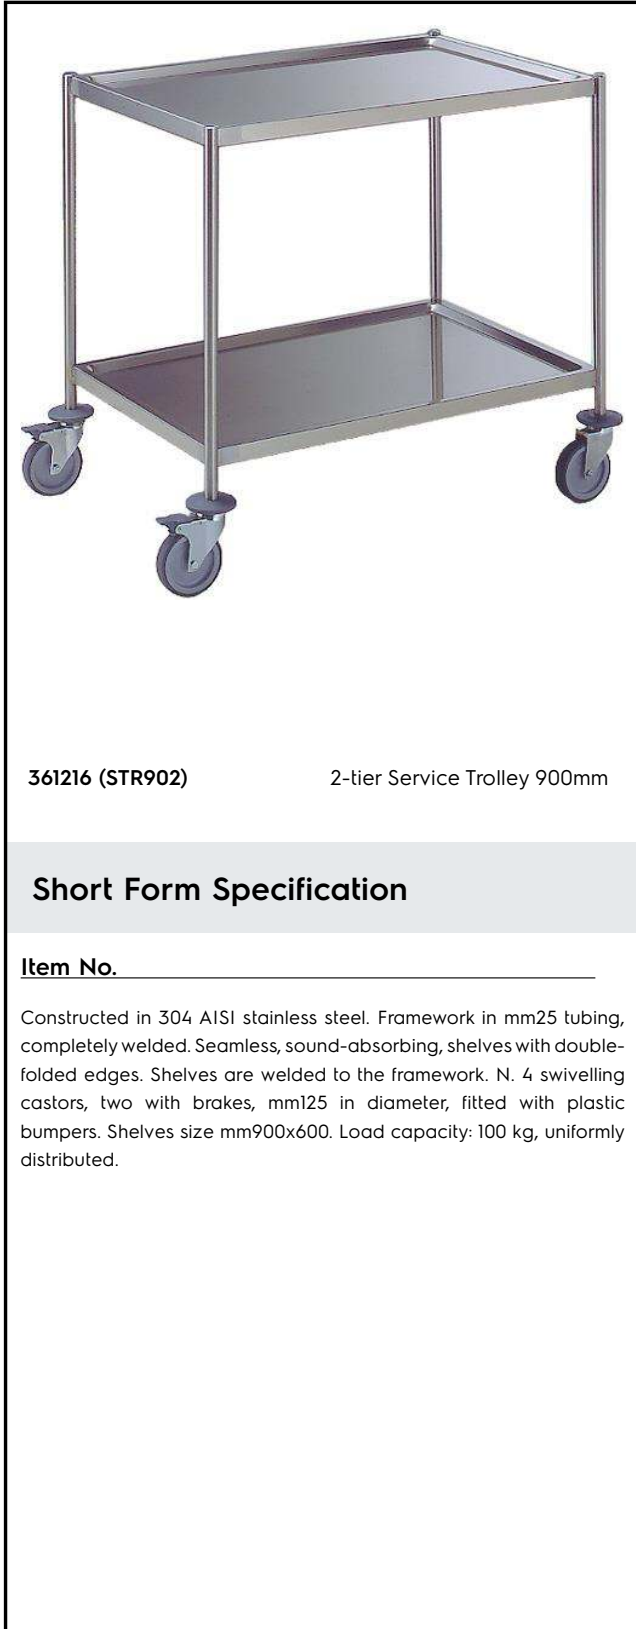 361216 (STR902) 2-tier Service Trolley 900mm
Short Form Specification
Item No.
Constructed in 304 AISI stainless steel. Framework in mm25 tubing,
completely welded. Seamless, sound-absorbing, shelves with double-
folded edges. Shelves are welded to the framework. N. 4 swivelling
castors, two with brakes, mm125 in diameter, fitted with plastic
bumpers. Shelves size mm900x600. Load capacity: 100 kg, uniformly
distributed.